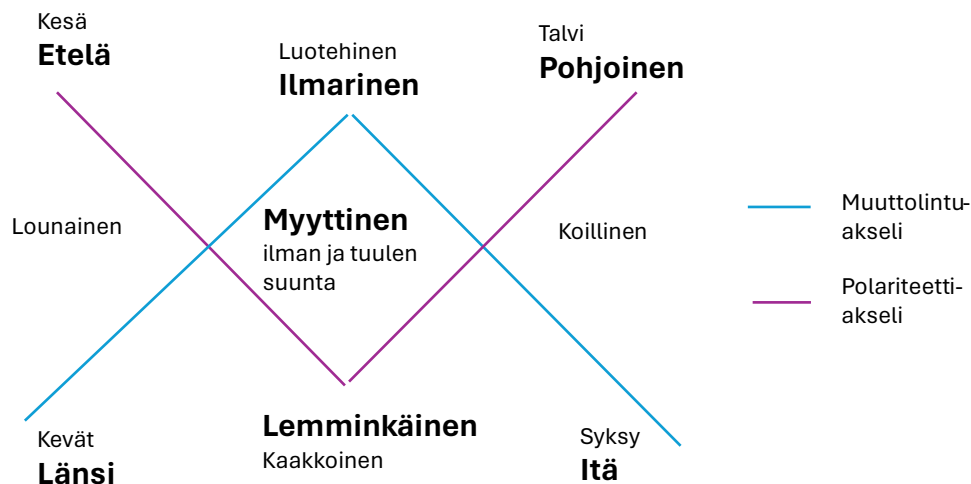 Kesä
Etelä
Luotehinen
Ilmarinen
Talvi
Pohjoinen
Lounainen
Myyttinen
ilman ja tuulen
suunta
Koillinen
Muuttolintu-
akseli
Polariteetti-
akseli
Kevät
Länsi
Lemminkäinen
Kaakkoinen
Syksy
Itä